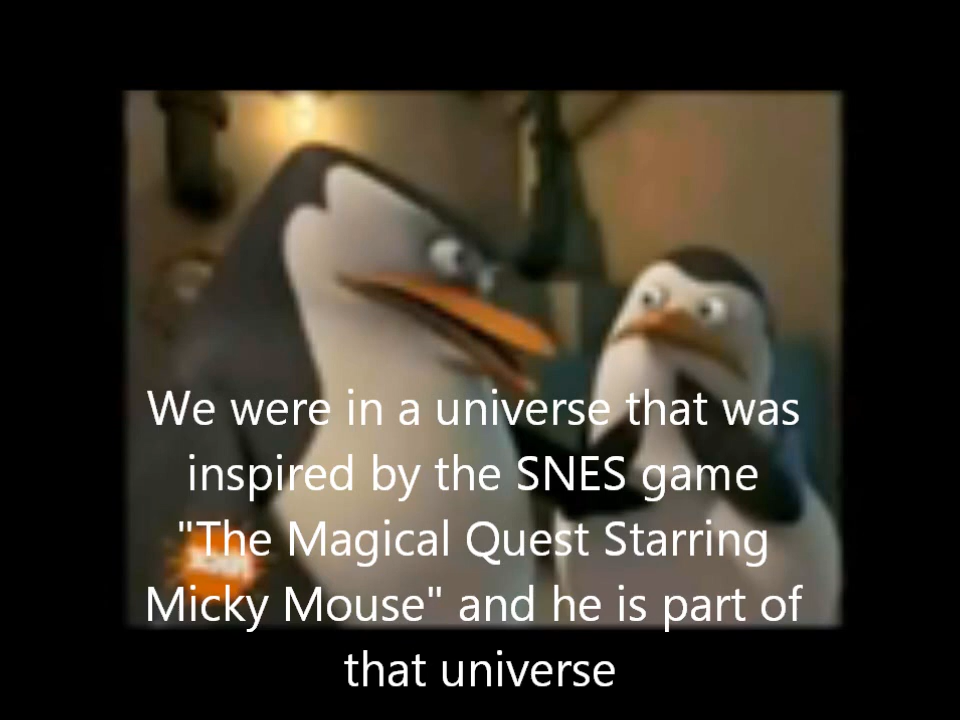 We were in a universe that was
inspired by the SNES game
"The Magical Quest Starring
Micky Mouse" and he is part of
that universe